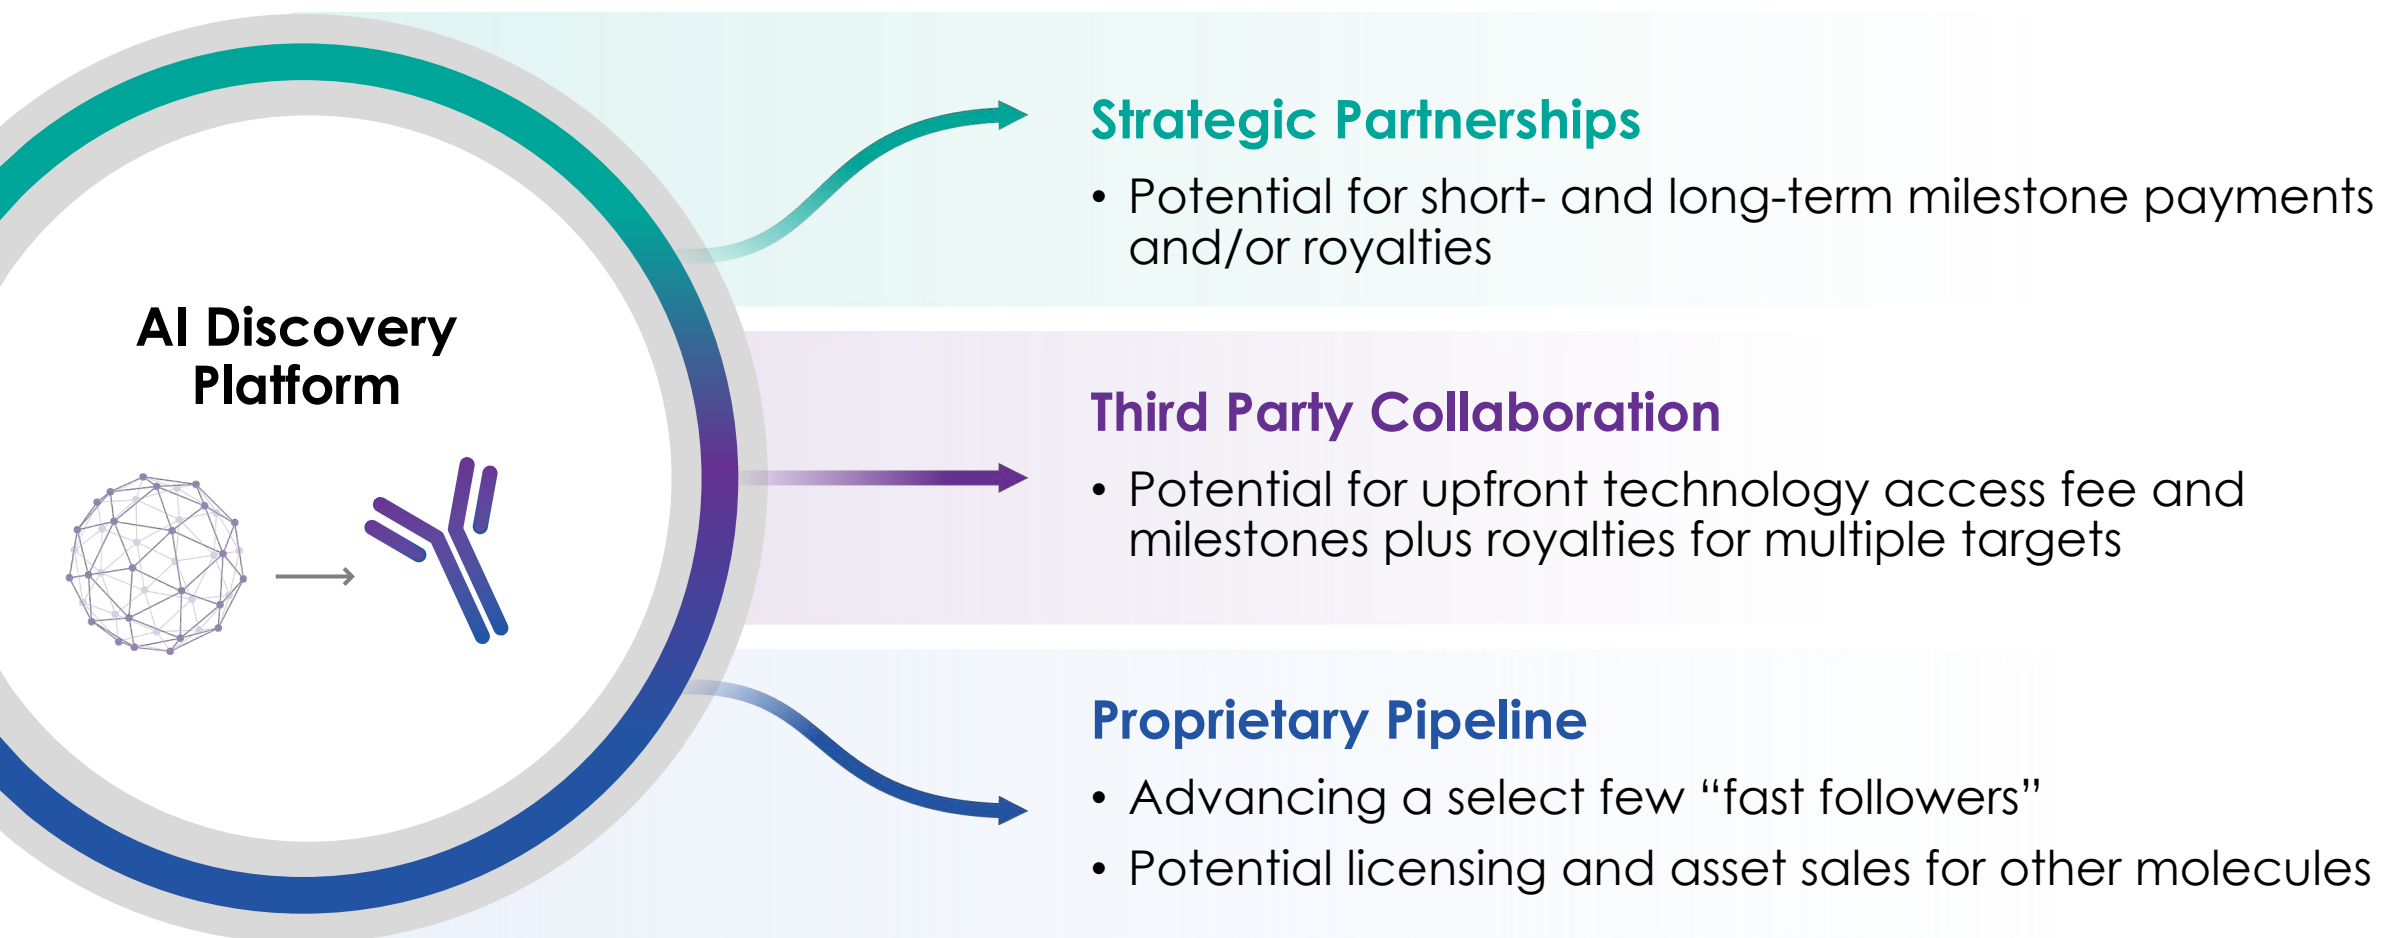 AI Discovery
Platform
Strategic Partnerships
• Potential for short- and long-term milestone payments
and/or royalties
Third Party Collaboration
• Potential for upfront technology access fee and
milestones plus royalties for multiple targets
Proprietary Pipeline
• Advancing a select few “fast followers”
• Potential licensing and asset sales for other molecules